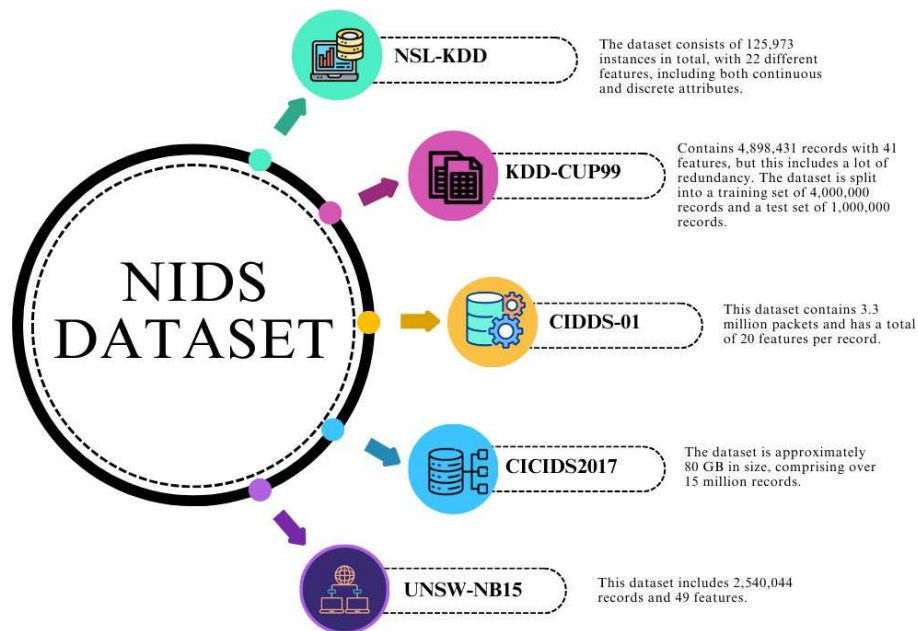 NSL-KDD
The dataset consists of 125,973
instances in total, with 22 different
features, including both continuous
and discrete attributes.
KDD-CUP99
Contains 4,898,431 records with 41
features, but this includes a lot of
redundancy. The dataset is split
into a training set of 4,000,000
records and a test set of 1,000,000
records.
NIDS
DATASET
CIDDS-01
This dataset contains 3.3
million packets and has a total
of 20 features per record.
CICIDS2017
The dataset is approximately
80 GB in size, comprising over
15 million records.
UNSW-NB15
This dataset includes 2,540,044
records and 49 features.